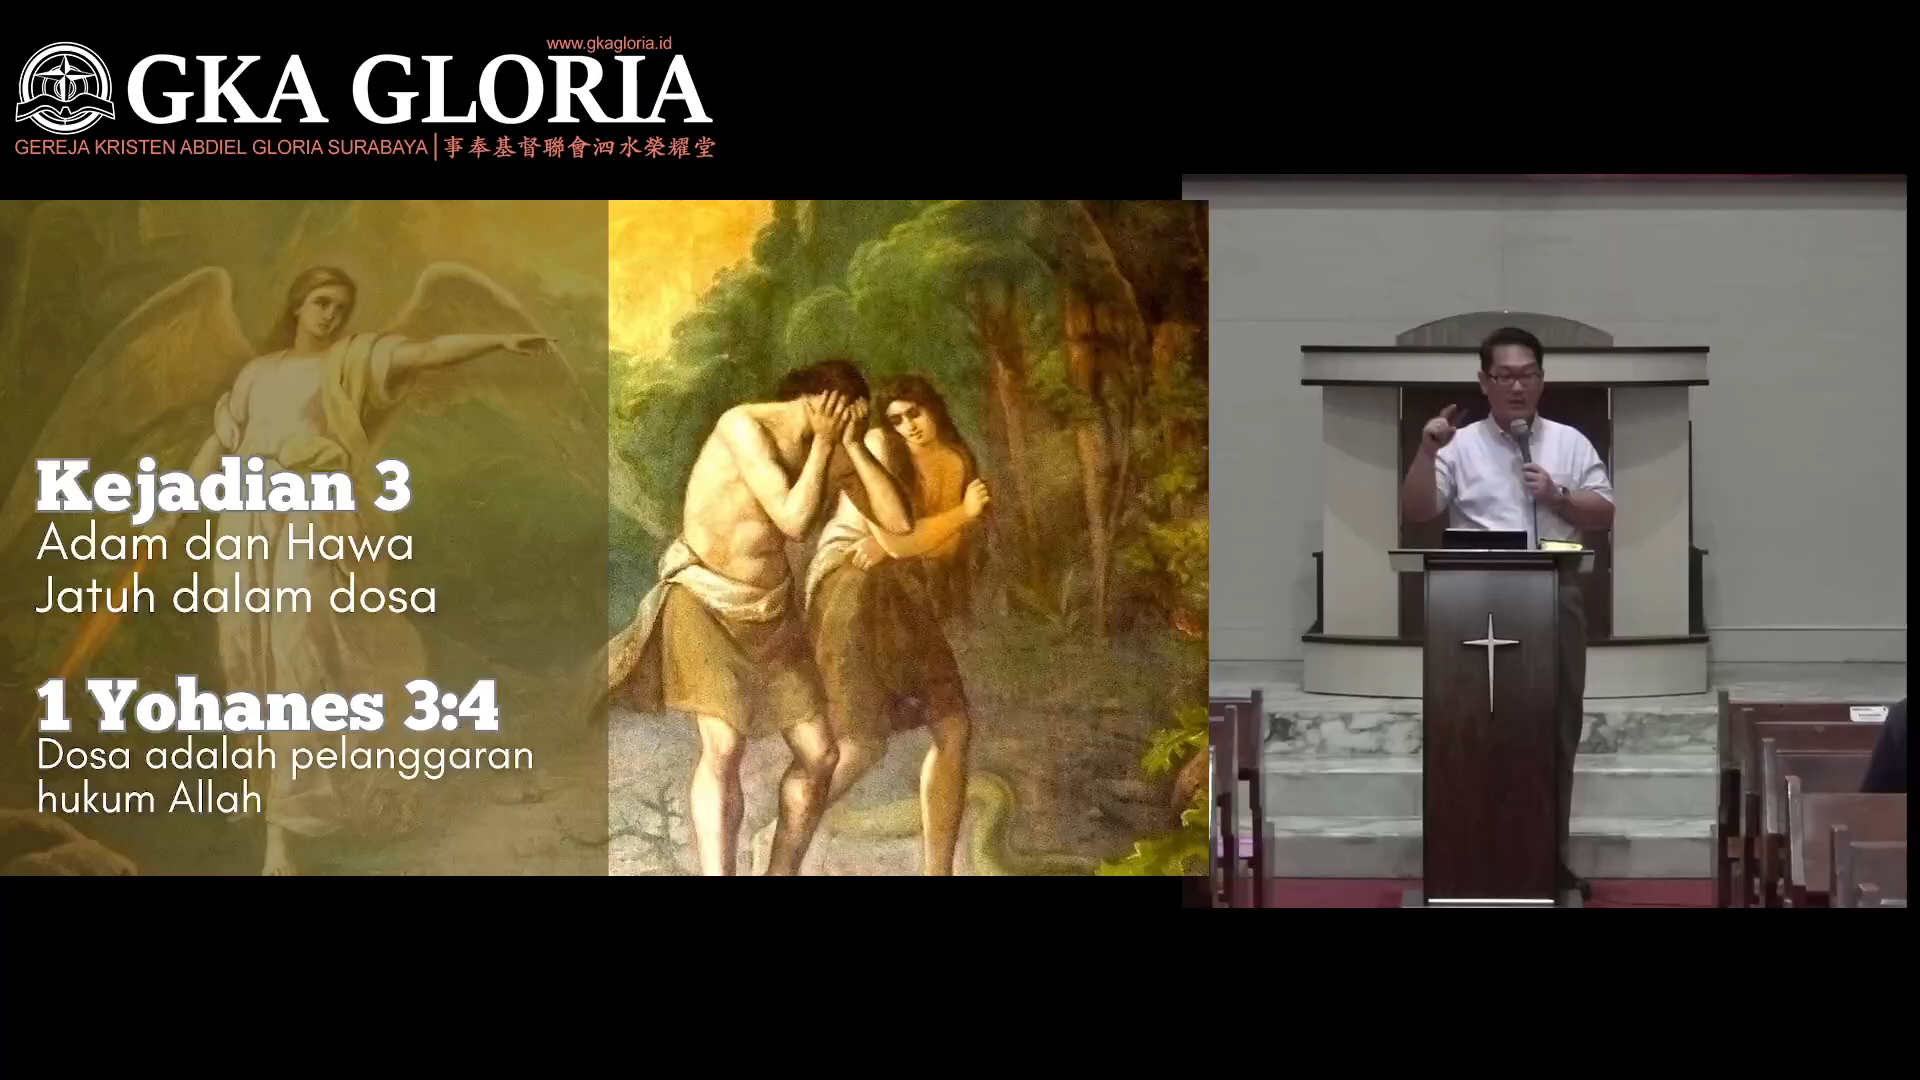 www.gkagloria.id
GKA GLORIA
GEREJA KRISTEN ABDIEL GLORIA SURABAYA | 事奉基督聯會泗水榮耀堂
Kejadian 3
Adam dan Hawa
Jatuh dalam dosa
1 Yohanes 3:4
Dosa adalah pelanggaran
hukum Allah